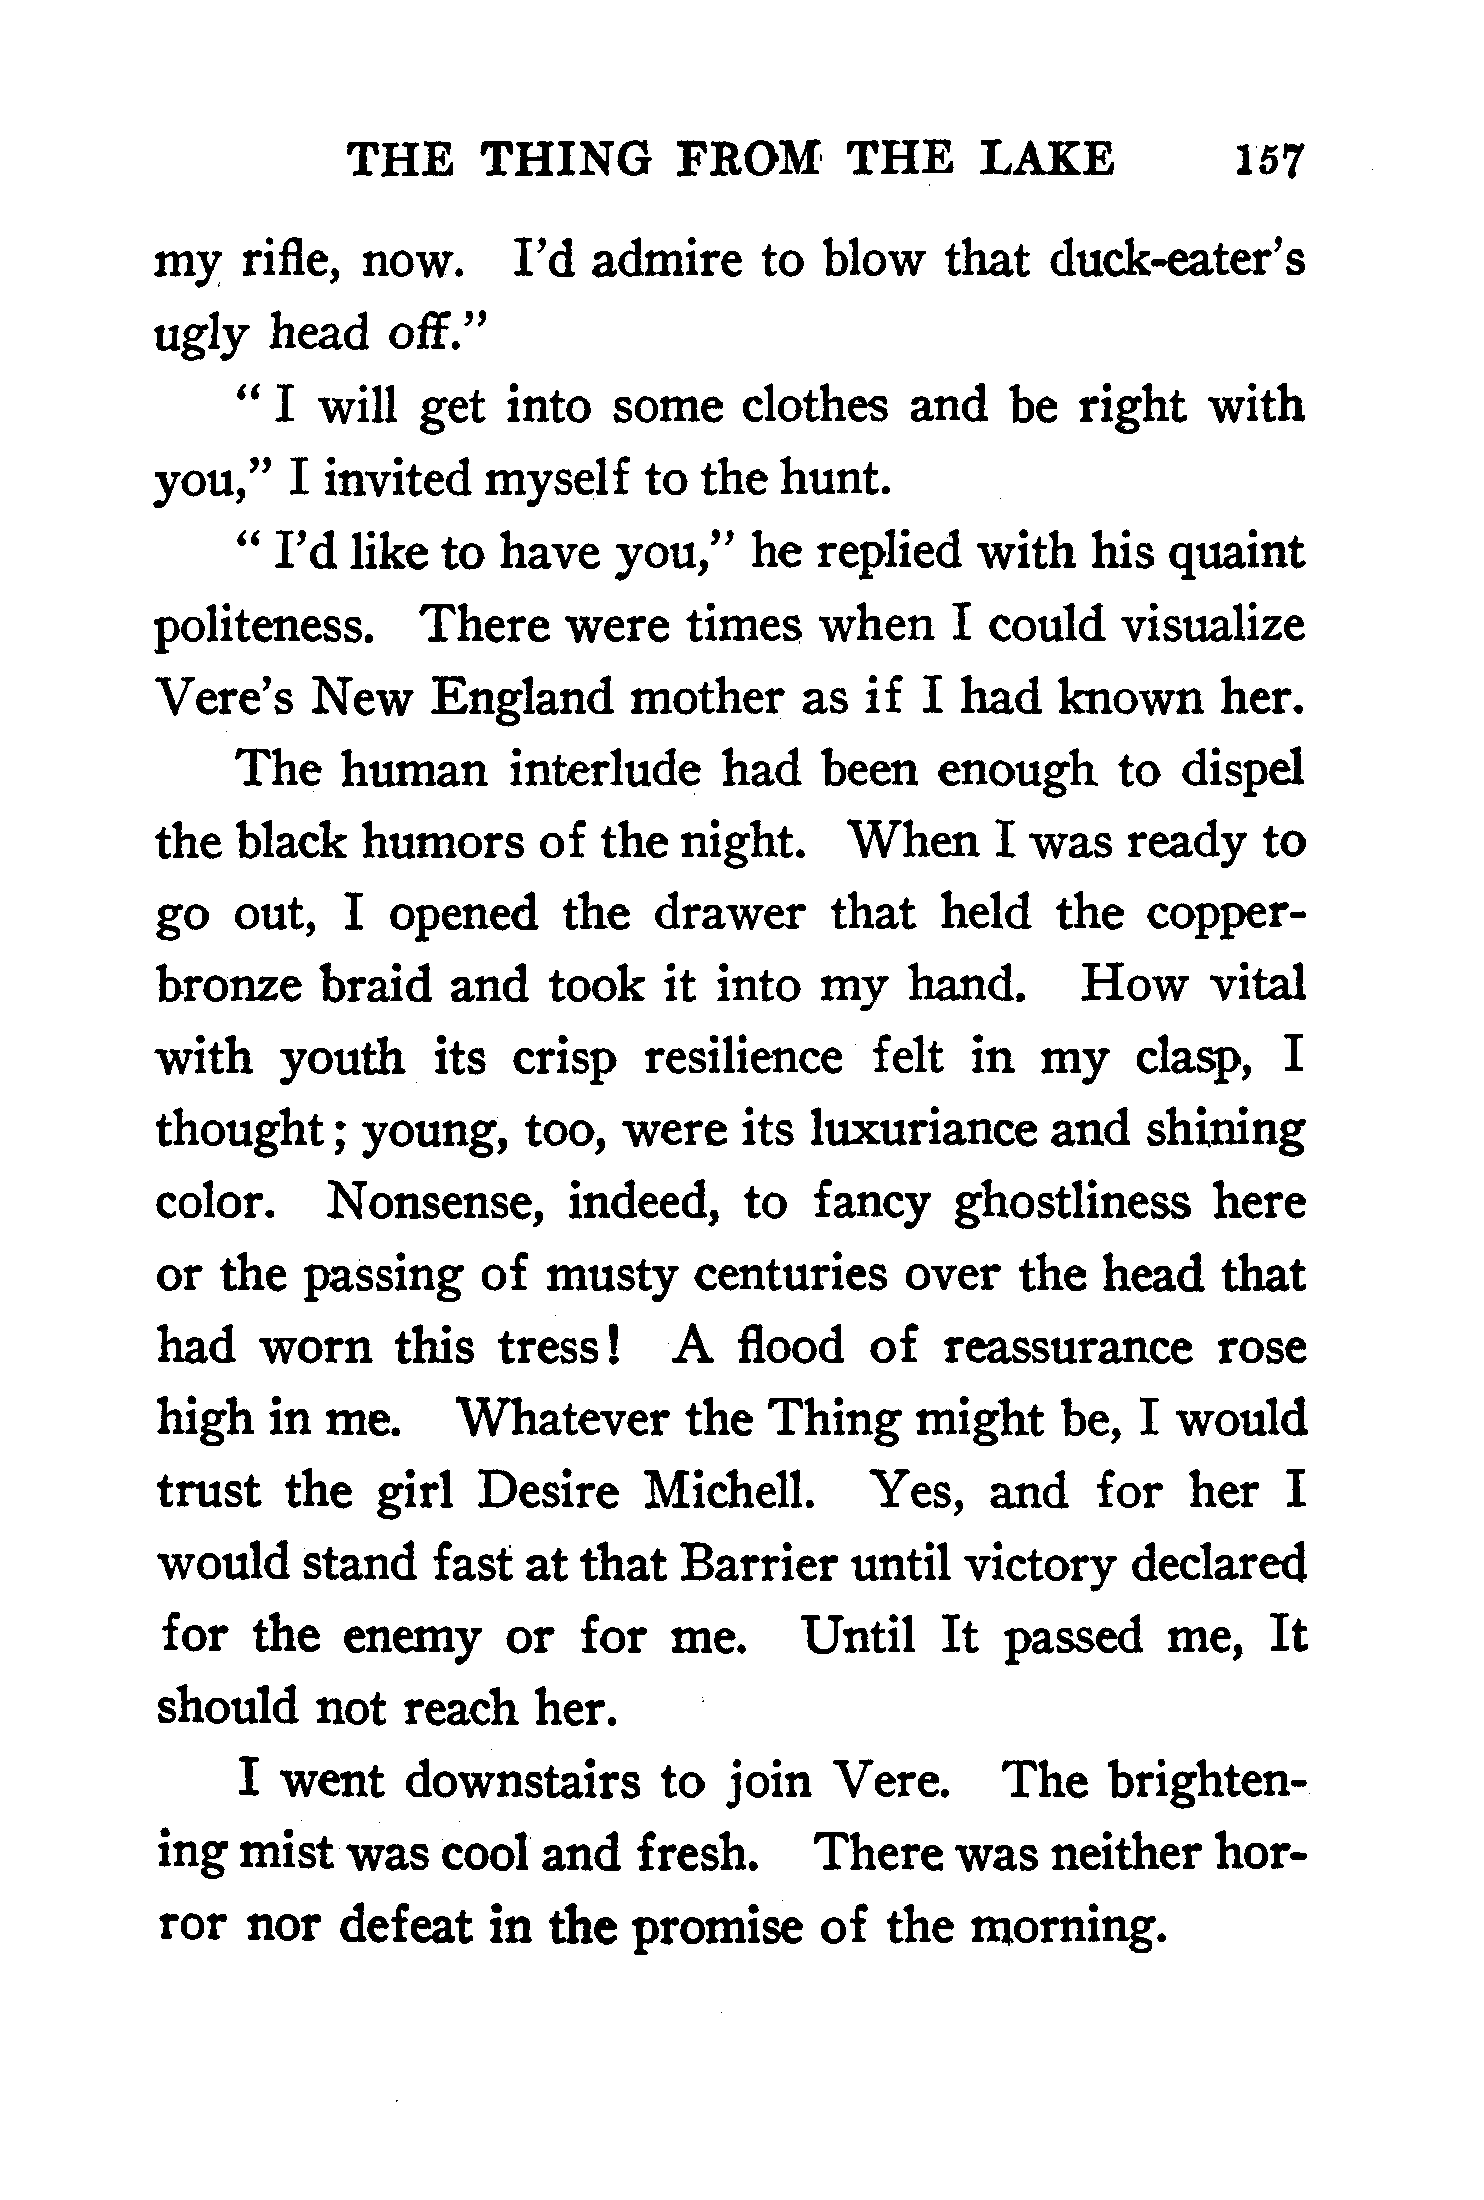 THE THING FROM THE LAKE 157
my rifle, now. I'd admire to blow that duck-eater's
ugly head off."
" I will get into some clothes and be right with
you," I invited myself to the hunt.
" I'd like to have you," he replied with his quaint
politeness. There were times when I could visualize
Vere's New England mother as if I had known her.
The human interlude had been enough to dispel
the black humors of the night. When I was ready to
go out, I opened the drawer that held the copper-
bronze braid and took it into my hand. How vital
with youth its crisp resilience felt in my clasp, I
thought; young, too, were its luxuriance and shining
color. Nonsense, indeed, to fancy ghostliness here
or the passing of musty centuries over the head that
had worn this tress! A flood of reassurance rose
high in me. Whatever the Thing might be, I would
trust the girl Desire Michell. Yes, and for her I
would stand fast at that Barrier until victory declared
for the enemy or for me. Until It passed me, It
should not reach her.
I went downstairs to join Vere. The brighten-
ing mist was cool and fresh. There was neither hor-
ror nor defeat in the promise of the morning.